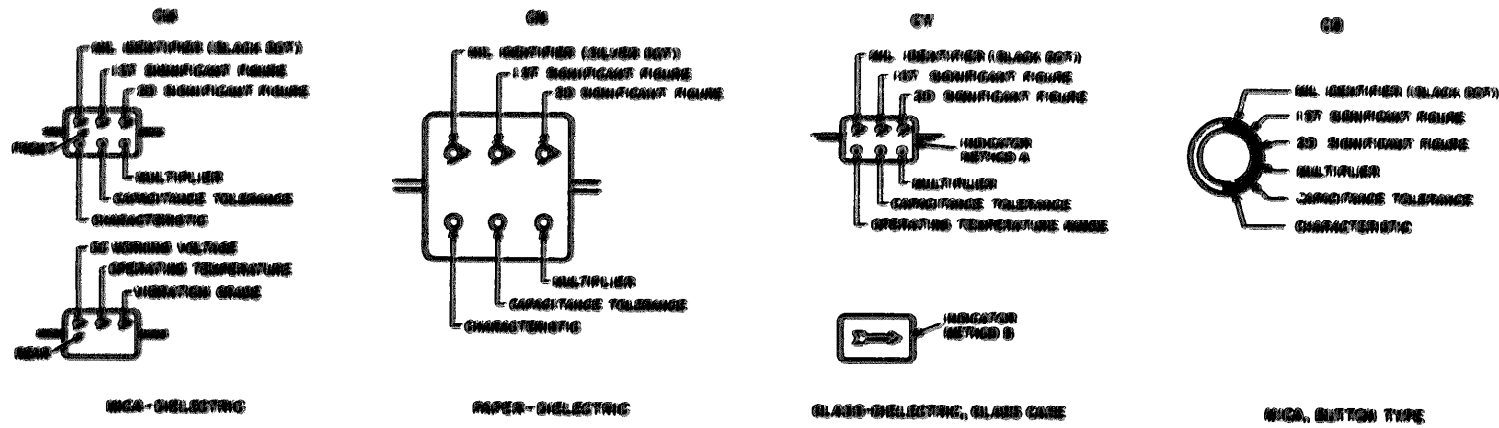 CM
MIL IDENTIFIER (BLACK DOT)
1ST SIGNIFICANT FIGURE
2D SIGNIFICANT FIGURE
FRONT
MULTIPLIER
CAPACITANCE TOLERANCE
CHARACTERISTIC
DC WORKING VOLTAGE
OPERATING TEMPERATURE
VIBRATION GRADE
REAR
MICA-DIELECTRIC
CN
MIL IDENTIFIER (SILVER DOT)
1ST SIGNIFICANT FIGURE
2D SIGNIFICANT FIGURE
MULTIPLIER
CAPACITANCE TOLERANCE
CHARACTERISTIC
PAPER-DIELECTRIC
CY
MIL IDENTIFIER (BLACK DOT)
1ST SIGNIFICANT FIGURE
2D SIGNIFICANT FIGURE
INDICATOR
METHOD A
MULTIPLIER
CAPACITANCE TOLERANCE
OPERATING TEMPERATURE RANGE
INDICATOR
METHOD B
GLASS-DIELECTRIC, GLASS CASE
CB
MIL IDENTIFIER (BLACK DOT)
1ST SIGNIFICANT FIGURE
2D SIGNIFICANT FIGURE
MULTIPLIER
CAPACITANCE TOLERANCE
CHARACTERISTIC
MICA, BUTTON TYPE